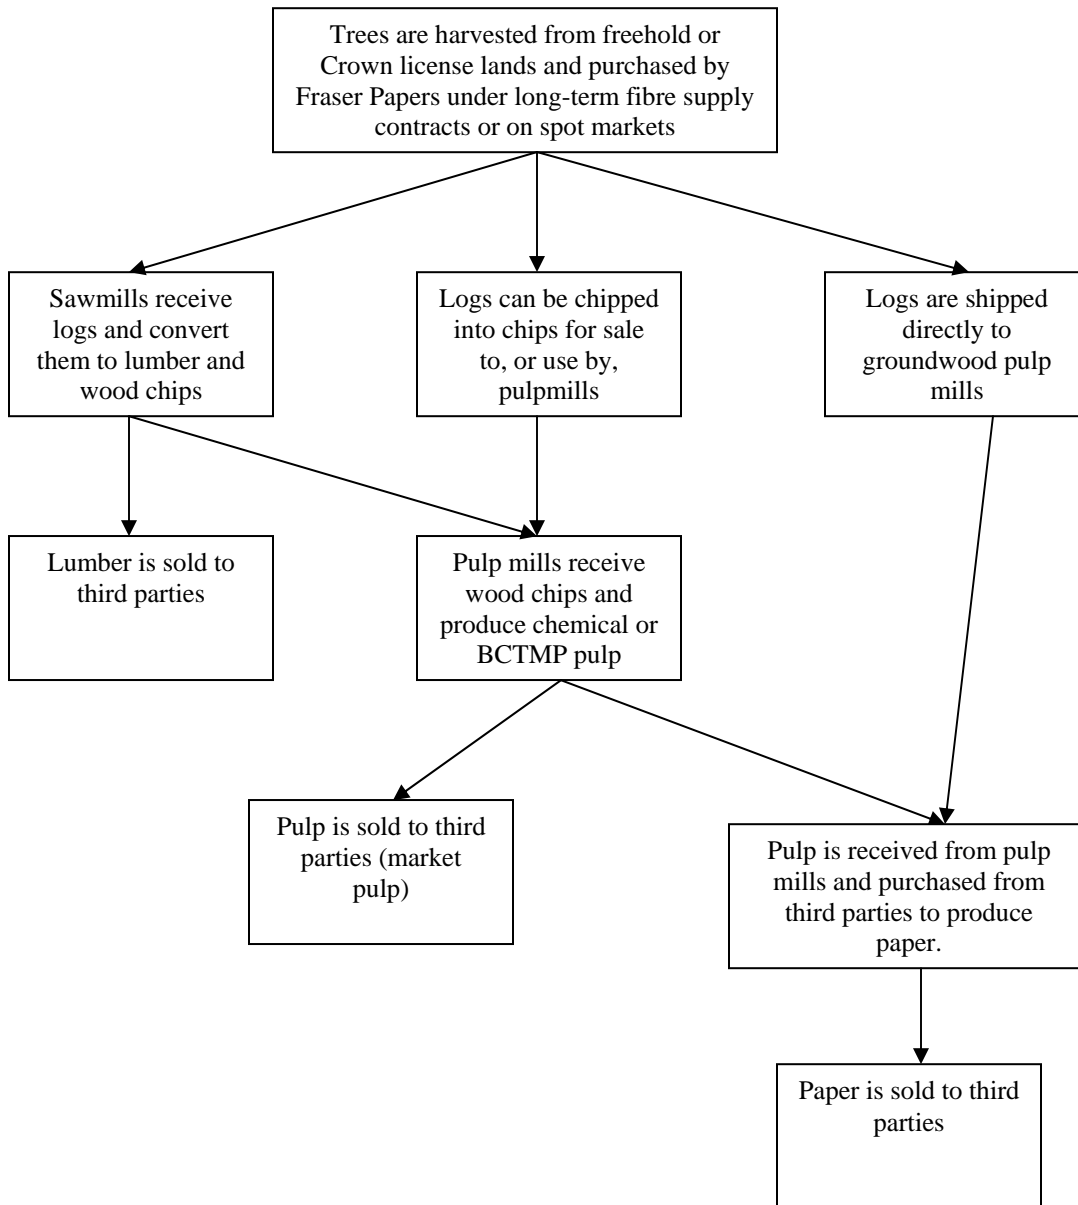 Trees are harvested from freehold or
Crown license lands and purchased by
Fraser Papers under long-term fibre supply
contracts or on spot markets
Sawmills receive
logs and convert
them to lumber and
wood chips
Logs can be chipped
into chips for sale
to, or use by,
pulpmills
Logs are shipped
directly to
groundwood pulp
mills
Lumber is sold to
third parties
Pulp mills receive
wood chips and
produce chemical or
BCTMP pulp
Pulp is sold to third
parties (market
pulp)
Pulp is received from pulp
mills and purchased from
third parties to produce
paper.
Paper is sold to third
parties